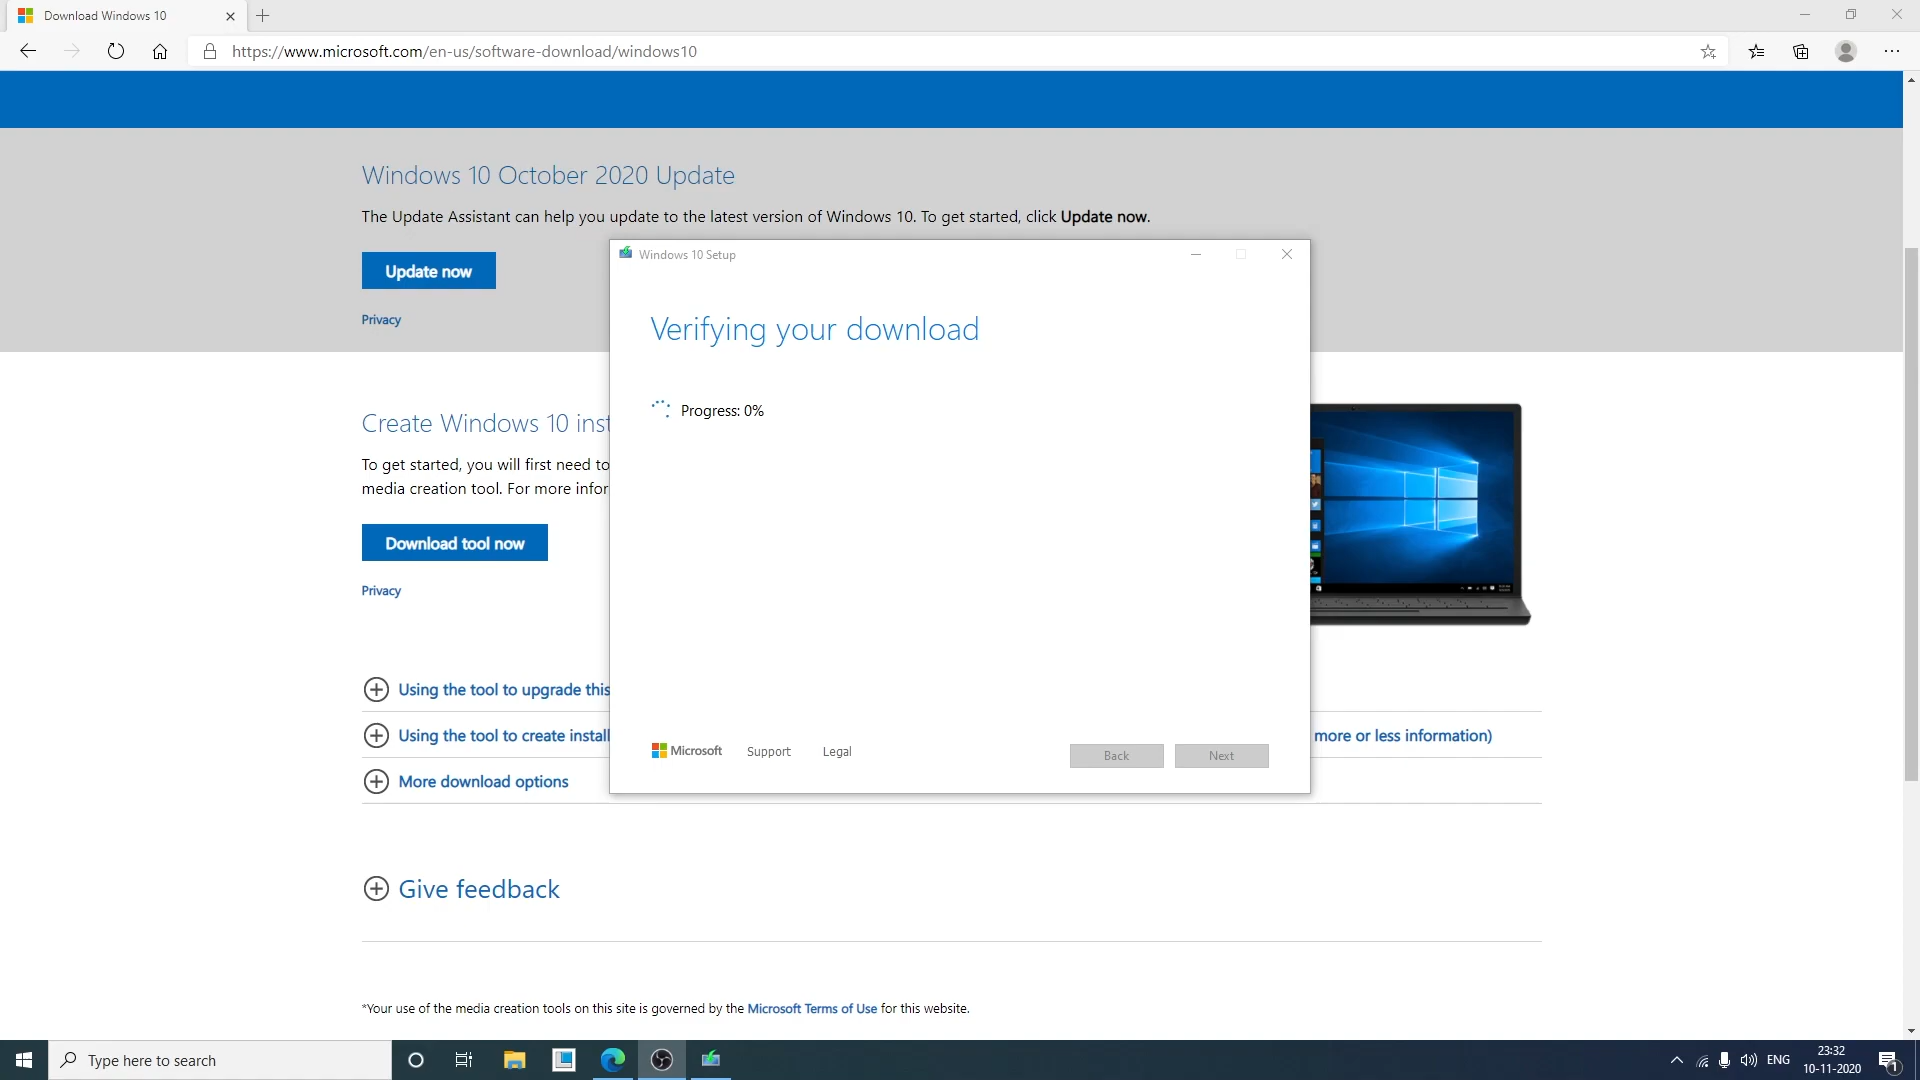 Download Windows 10
https://www.microsoft.com/en-us/software-download/windows10
Windows 10 October 2020 Update
The Update Assistant can help you update to the latest version of Windows 10. To get started, click Update now.
Update now
Privacy
Windows 10 Setup
Verifying your download
Progress: 0%
Microsoft
Support
Legal
Back
Next
Create Windows 10 inst
To get started, you will first need to
media creation tool. For more infor
Download tool now
Privacy
Using the tool to upgrade this
Using the tool to create install
more or less information)
More download options
Give feedback
*Your use of the media creation tools on this site is governed by the Microsoft Terms of Use for this website.
Type here to search
ENG
23:32
10-11-2020
1